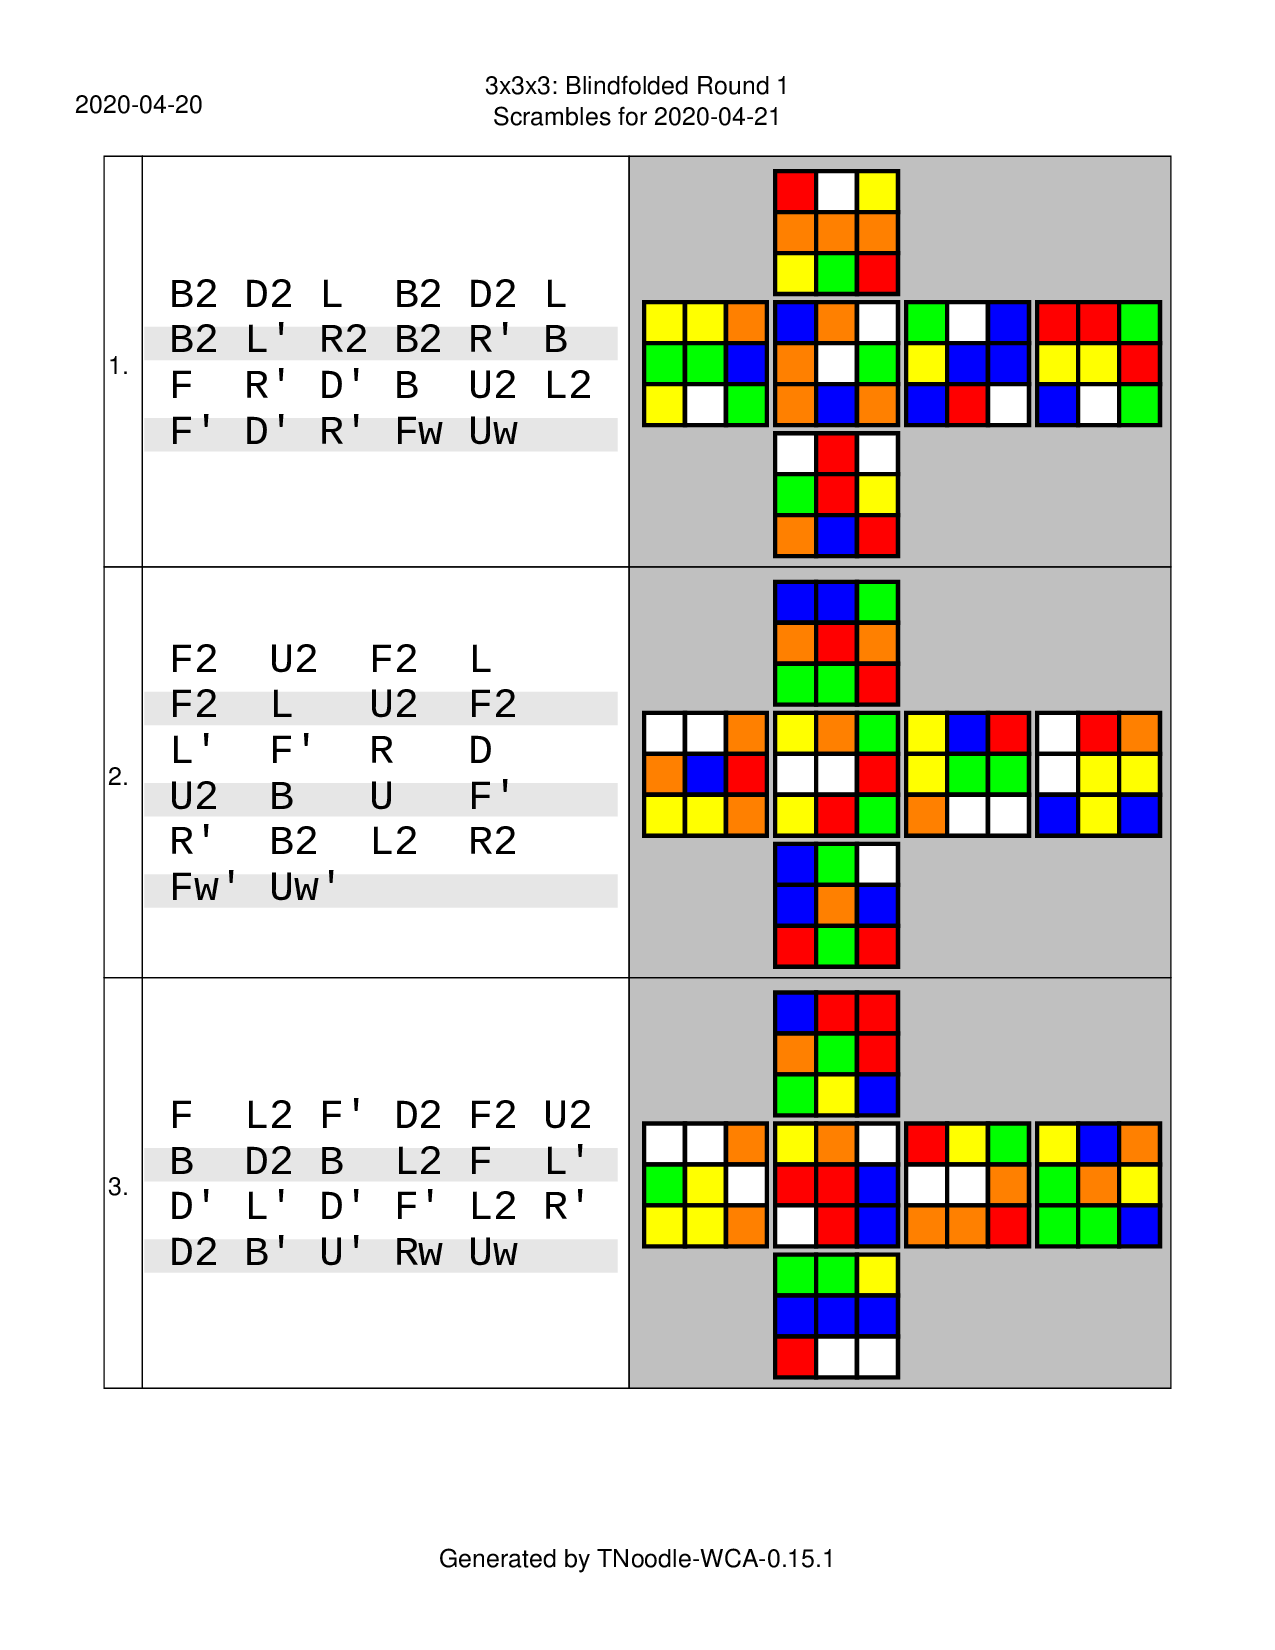 2020-04-20
3x3x3: Blindfolded Round 1
Scrambles for 2020-04-21
1.
B2 D2 L B2 D2 L
B2 L' R2 B2 R' B
F R' D' B U2 L2
F' D' R' Fw Uw
2.
F2 U2 F2 L
F2 L U2 F2
L' F' R D
U2 B U F'
R' B2 L2 R2
Fw' Uw'
3.
F L2 F' D2 F2 U2
B D2 B L2 F L'
D' L' D' F' L2 R'
D2 B' U' Rw Uw
Generated by TNoodle-WCA-0.15.1